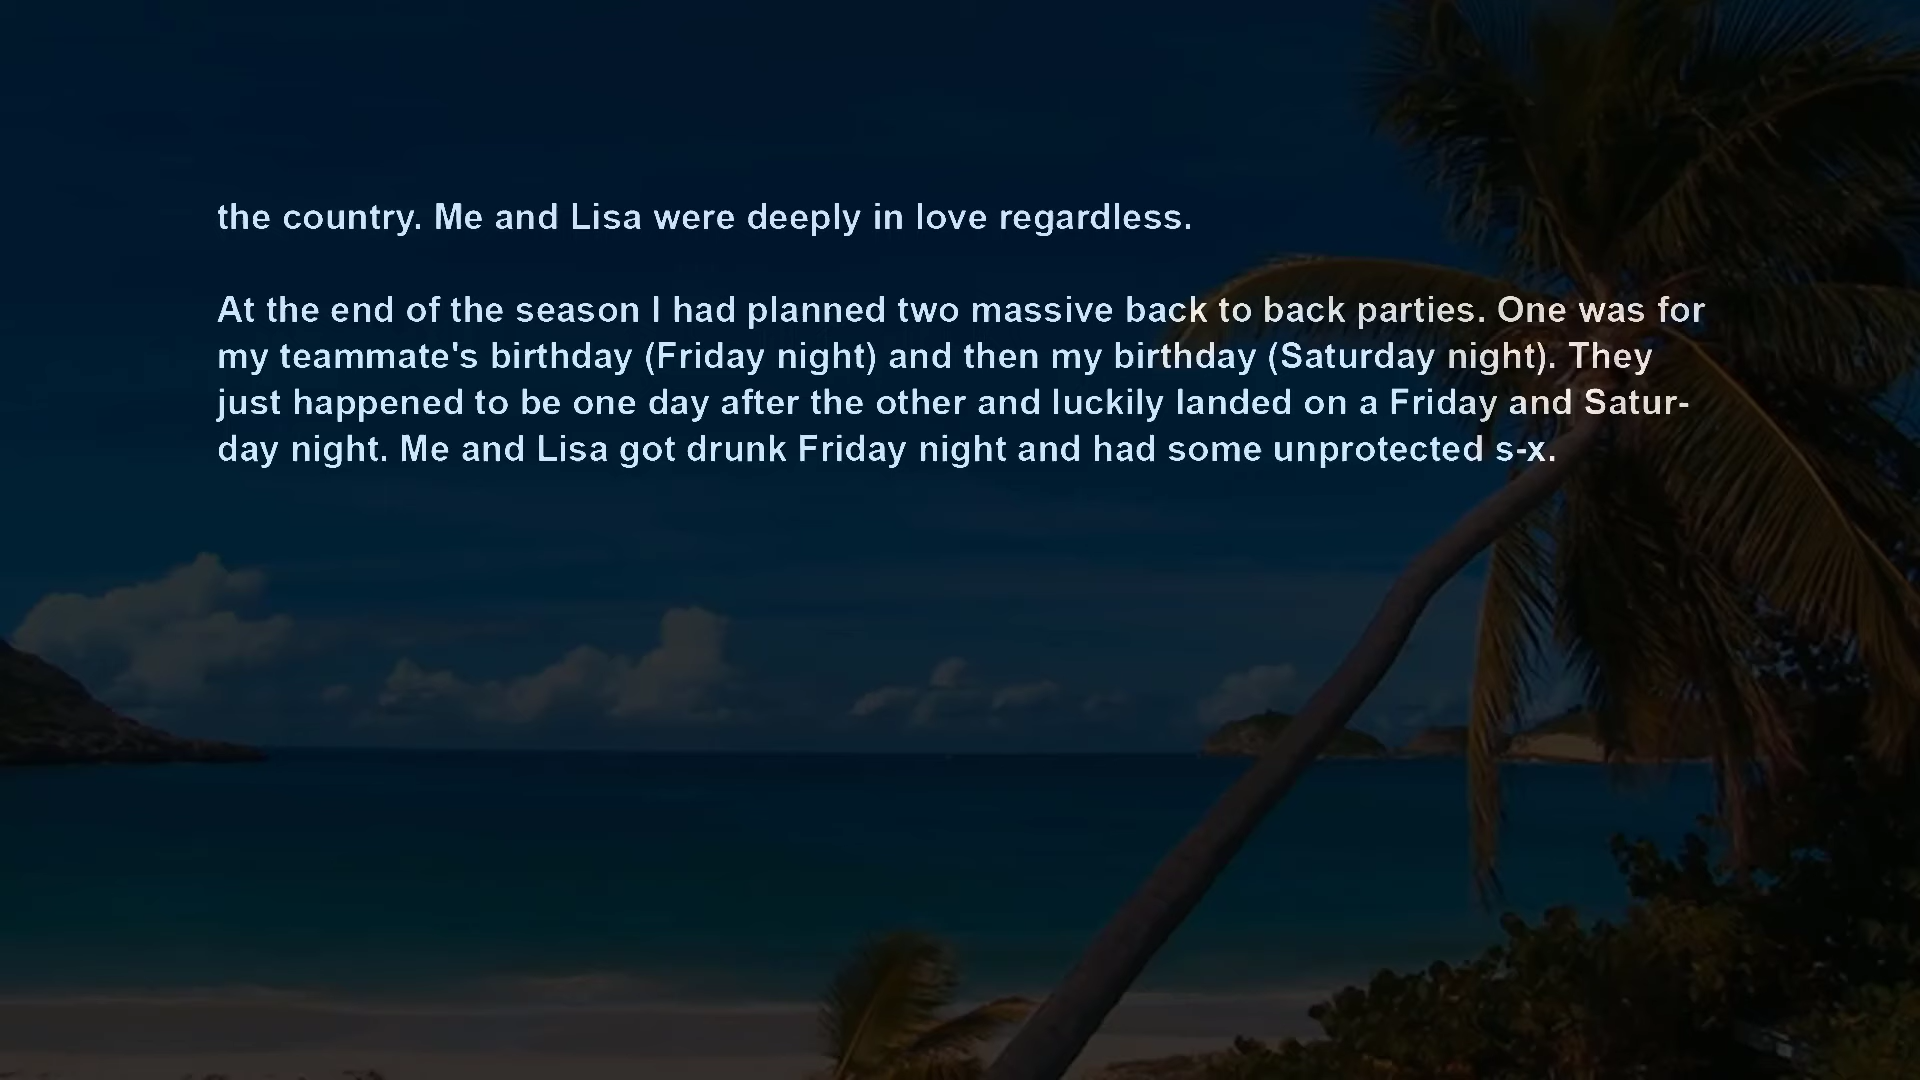 the country. Me and Lisa were deeply in love regardless.
At the end of the season I had planned two massive back to back parties. One was for
my teammate's birthday (Friday night) and then my birthday (Saturday night). They
just happened to be one day after the other and luckily landed on a Friday and Satur-
day night. Me and Lisa got drunk Friday night and had some unprotected s-x.